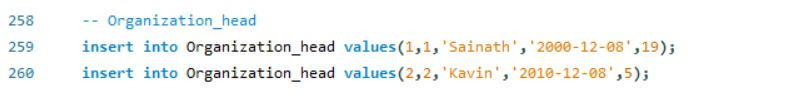 258 -- Organization_head
259 insert into Organization_head values(1,1,'Sainath','2000-12-08',19);
260 insert into Organization_head values(2,2,'Kavin','2010-12-08',5);